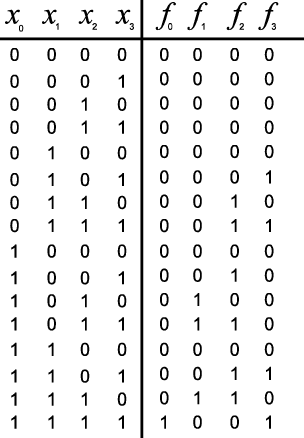 x₀ x₁ x₂ x₃ f₀ f₁ f₂ f₃
0 0 0 0 0 0 0 0
0 0 0 1 0 0 0 0
0 0 1 0 0 0 0 0
0 0 1 1 0 0 0 0
0 1 0 0 0 0 0 0
0 1 0 1 0 0 0 1
0 1 1 0 0 0 1 0
0 1 1 1 0 0 1 1
1 0 0 0 0 0 0 0
1 0 0 1 0 0 1 0
1 0 1 0 0 1 0 0
1 0 1 1 0 1 1 0
1 1 0 0 0 0 0 0
1 1 0 1 0 0 1 1
1 1 1 0 0 1 1 0
1 1 1 1 1 0 0 1